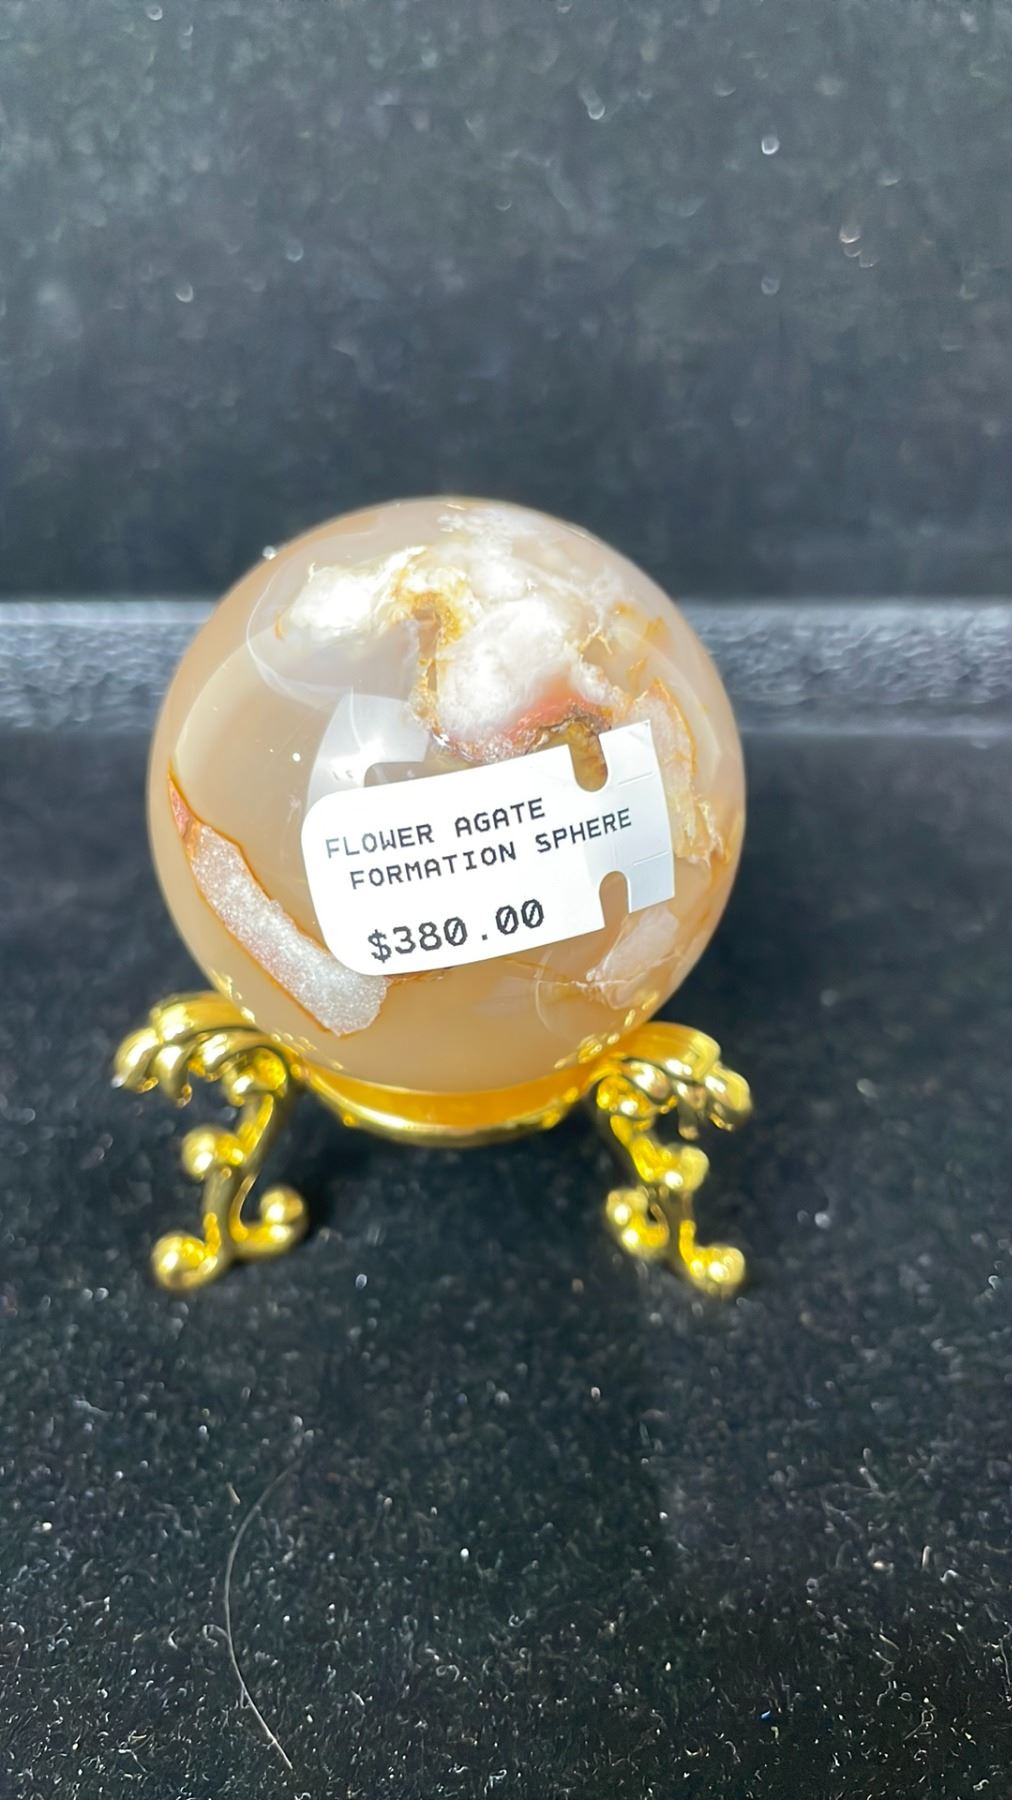 FLOWER AGATE
FORMATION SPHERE
$380.00